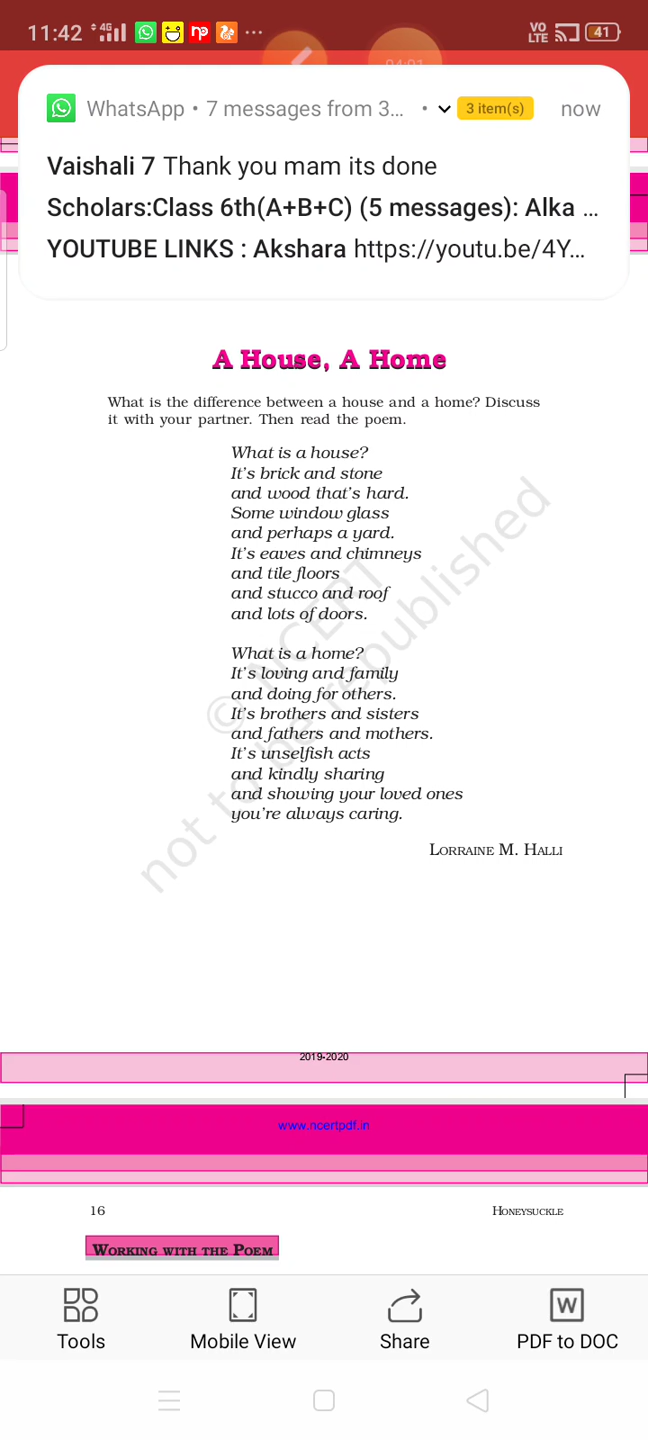 11:42 4G VO LTE 41
04:01
WhatsApp • 7 messages from 3... • 3 item(s) now
Vaishali 7 Thank you mam its done
Scholars:Class 6th(A+B+C) (5 messages): Alka ...
YOUTUBE LINKS : Akshara https://youtu.be/4Y...
A House, A Home
What is the difference between a house and a home? Discuss
it with your partner. Then read the poem.
What is a house?
It's brick and stone
and wood that's hard.
Some window glass
and perhaps a yard.
It's eaves and chimneys
and tile floors
and stucco and roof
and lots of doors.
What is a home?
It's loving and family
and doing for others.
It's brothers and sisters
and fathers and mothers.
It's unselfish acts
and kindly sharing
and showing your loved ones
you're always caring.
LORRAINE M. HALLI
© NCERT
not to be republished
2019-2020
www.ncertpdf.in
16 HONEYSUCKLE
WORKING WITH THE POEM
Tools Mobile View Share PDF to DOC
W